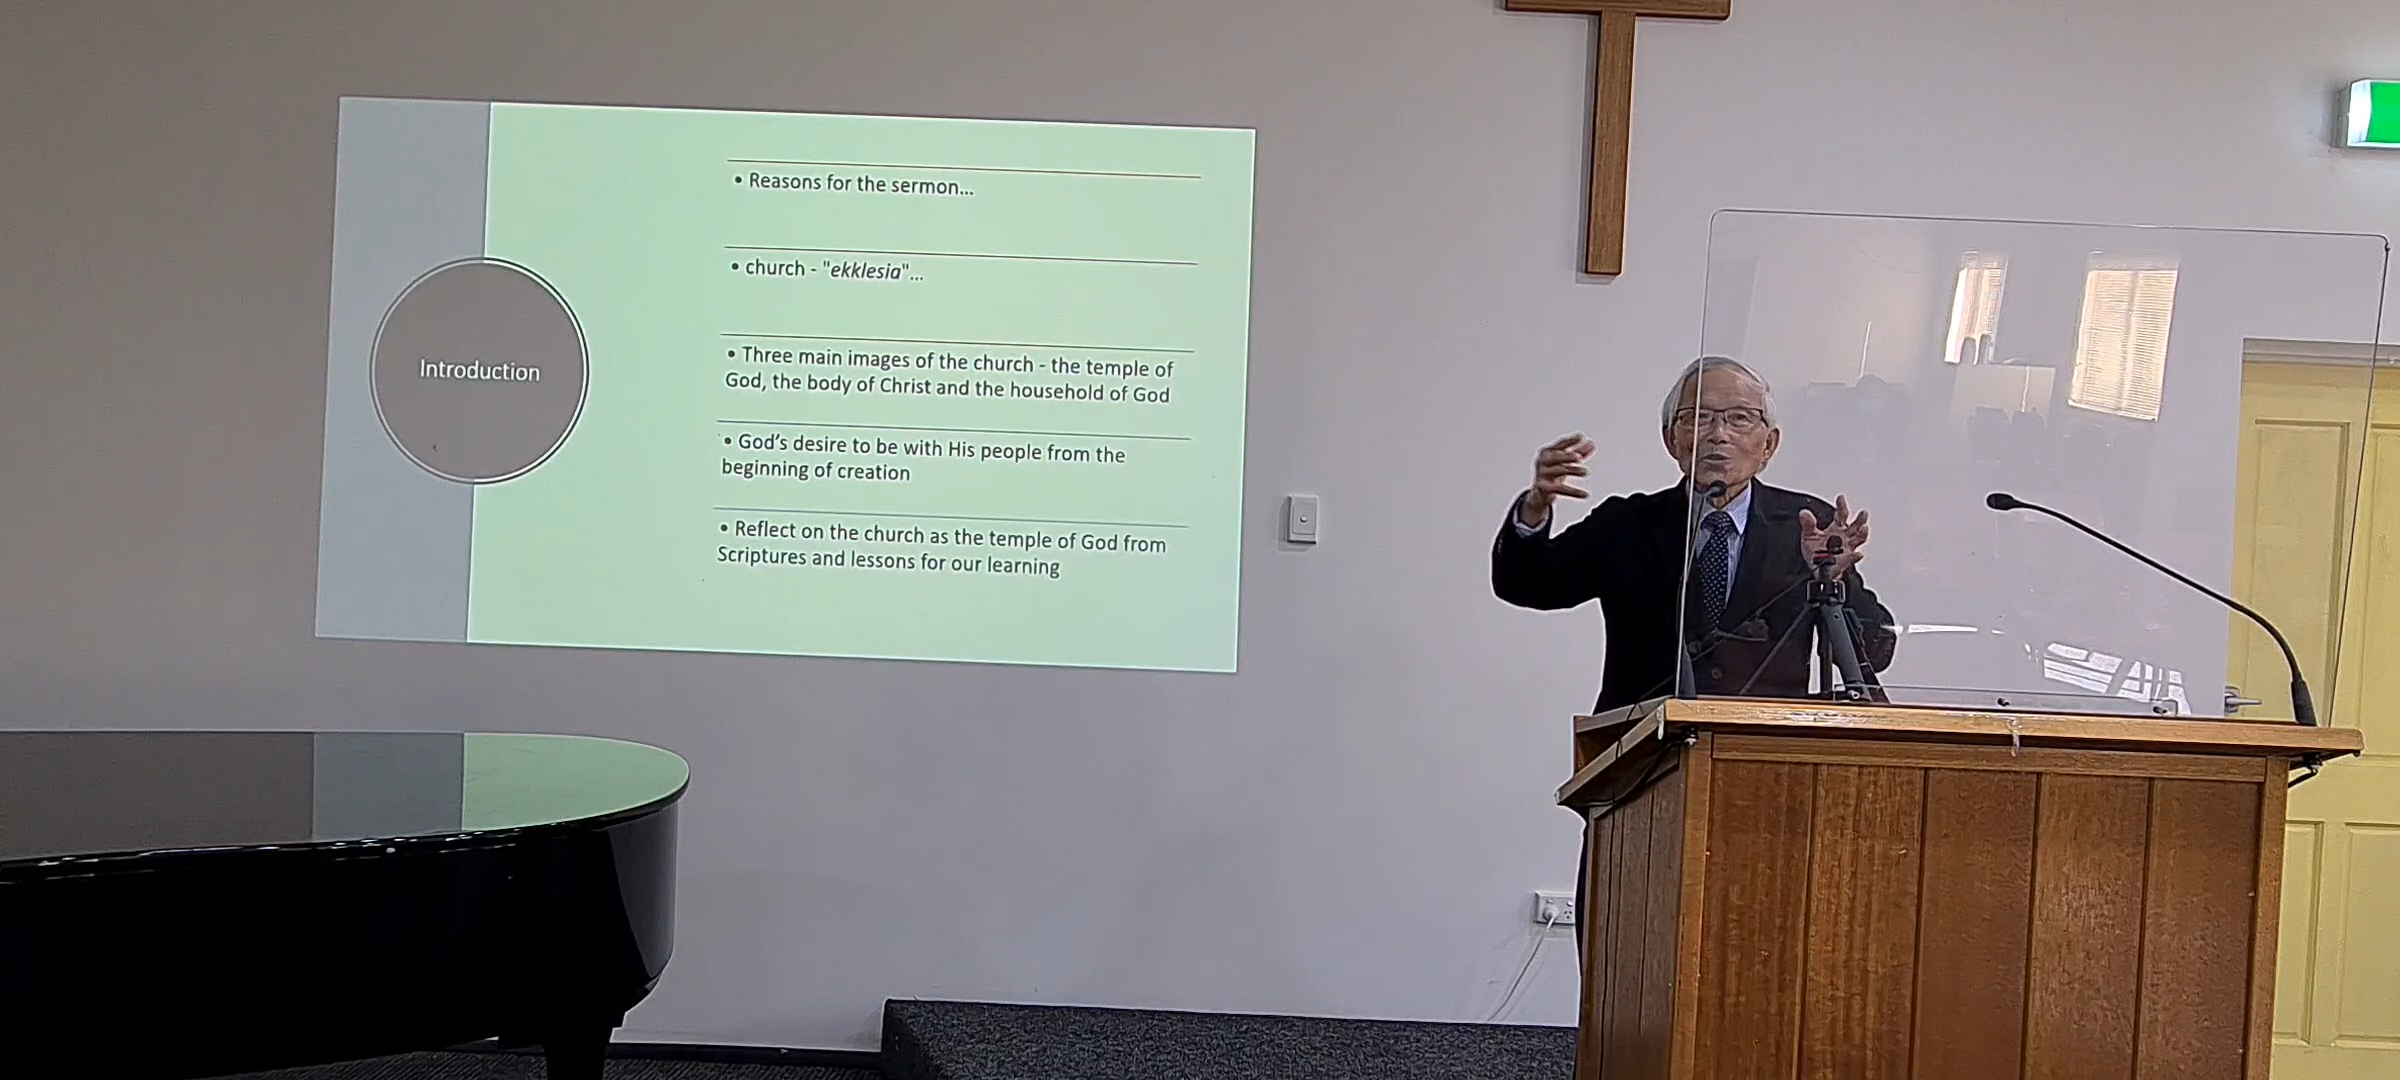 Introduction
• Reasons for the sermon...
• church - "ekklesia"...
• Three main images of the church - the temple of
God, the body of Christ and the household of God
• God’s desire to be with His people from the
beginning of creation
• Reflect on the church as the temple of God from
Scriptures and lessons for our learning